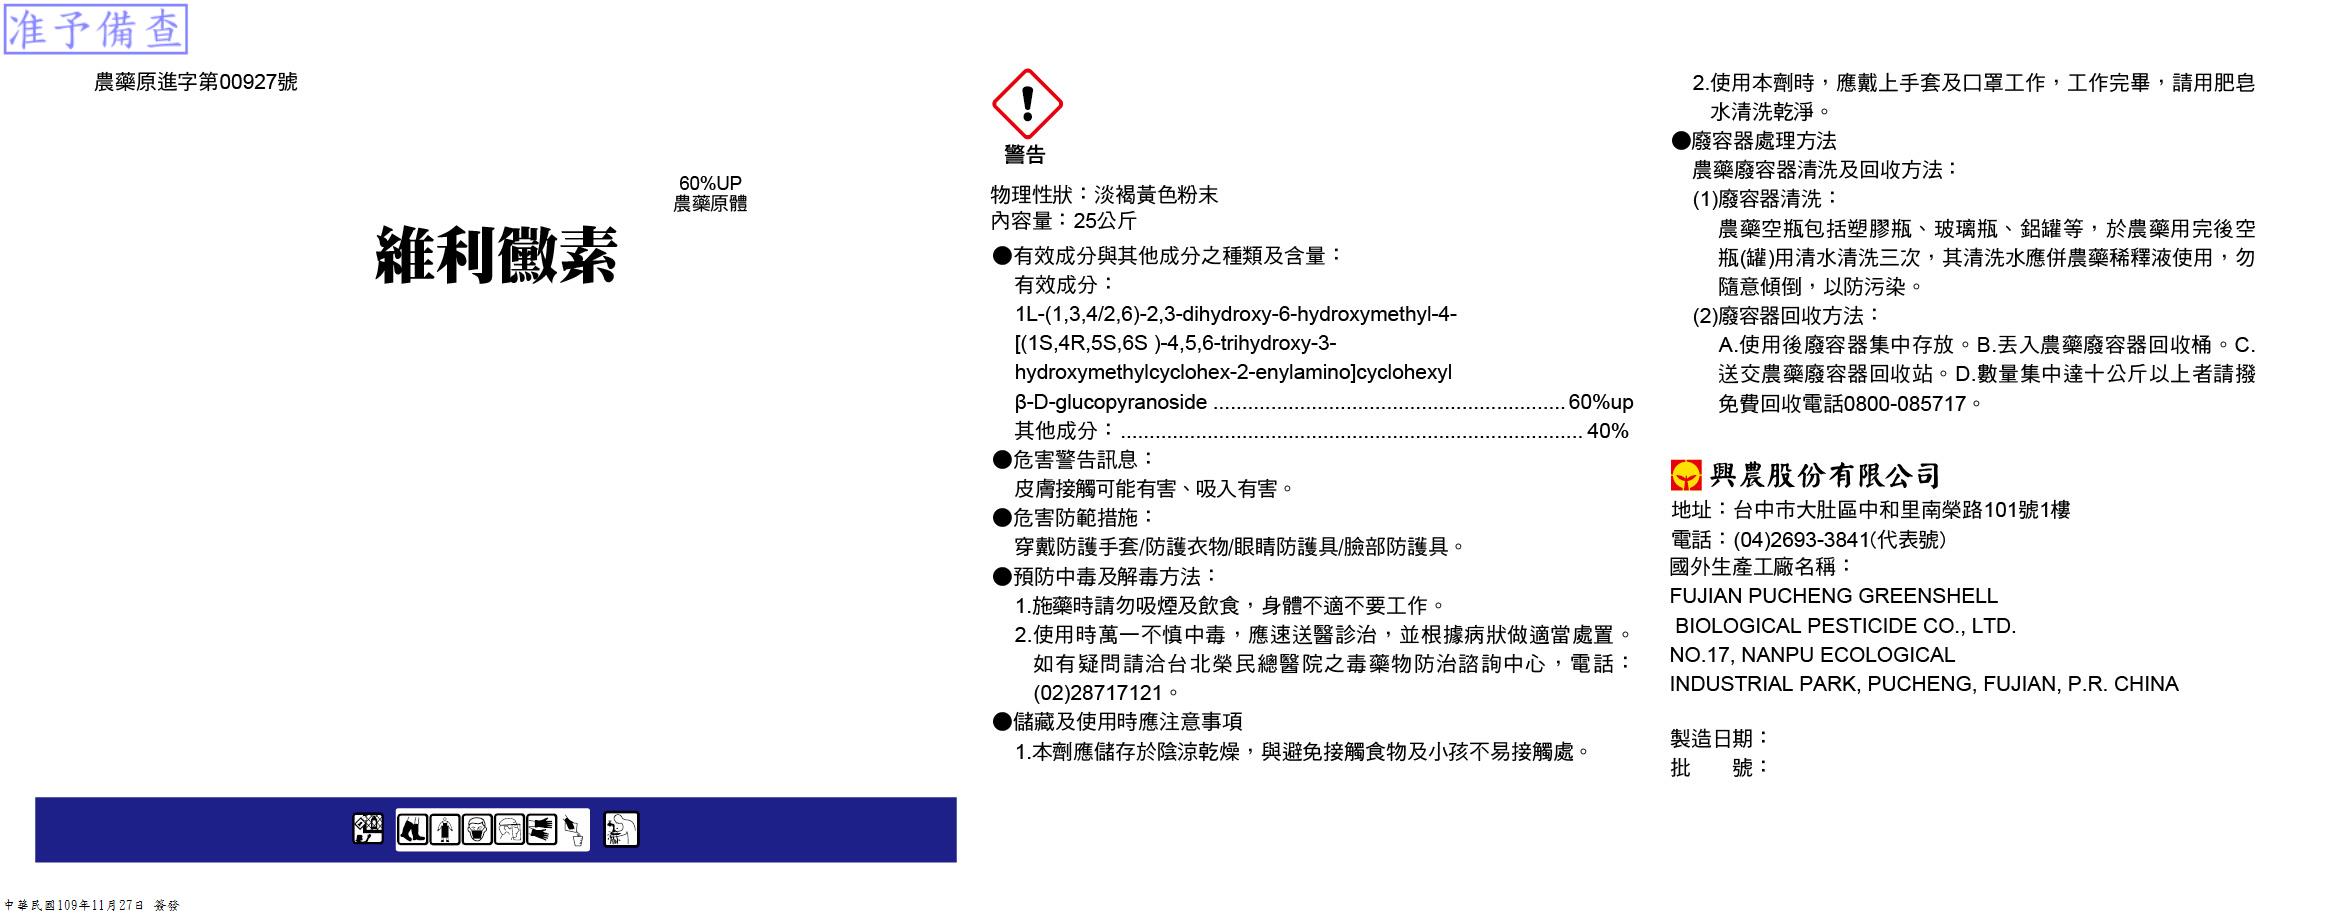 准予備查
農藥原進字第00927號
60%UP
農藥原體
維利黴素
警告
物理性狀：淡褐黃色粉末
內容量：25公斤
●有效成分與其他成分之種類及含量：
有效成分：
1L-(1,3,4/2,6)-2,3-dihydroxy-6-hydroxymethyl-4-
[(1S,4R,5S,6S )-4,5,6-trihydroxy-3-
hydroxymethylcyclohex-2-enylamino]cyclohexyl
β-D-glucopyranoside ............................................................. 60%up
其他成分：................................................................................ 40%
●危害警告訊息：
皮膚接觸可能有害、吸入有害。
●危害防範措施：
穿戴防護手套/防護衣物/眼睛防護具/臉部防護具。
●預防中毒及解毒方法：
1.施藥時請勿吸煙及飲食，身體不適不要工作。
2.使用時萬一不慎中毒，應速送醫診治，並根據病狀做適當處置。
如有疑問請洽台北榮民總醫院之毒藥物防治諮詢中心，電話：
(02)28717121。
●儲藏及使用時應注意事項
1.本劑應儲存於陰涼乾燥，與避免接觸食物及小孩不易接觸處。
2.使用本劑時，應戴上手套及口罩工作，工作完畢，請用肥皂
水清洗乾淨。
●廢容器處理方法
農藥廢容器清洗及回收方法：
(1)廢容器清洗：
農藥空瓶包括塑膠瓶、玻璃瓶、鋁罐等，於農藥用完後空
瓶(罐)用清水清洗三次，其清洗水應併農藥稀釋液使用，勿
隨意傾倒，以防污染。
(2)廢容器回收方法：
A.使用後廢容器集中存放。B.丟入農藥廢容器回收桶。C.
送交農藥廢容器回收站。D.數量集中達十公斤以上者請撥
免費回收電話0800-085717。
興農股份有限公司
地址：台中市大肚區中和里南榮路101號1樓
電話：(04)2693-3841(代表號)
國外生產工廠名稱：
FUJIAN PUCHENG GREENSHELL
BIOLOGICAL PESTICIDE CO., LTD.
NO.17, NANPU ECOLOGICAL
INDUSTRIAL PARK, PUCHENG, FUJIAN, P.R. CHINA
製造日期：
批　　號：
中華民國109年11月27日 簽發